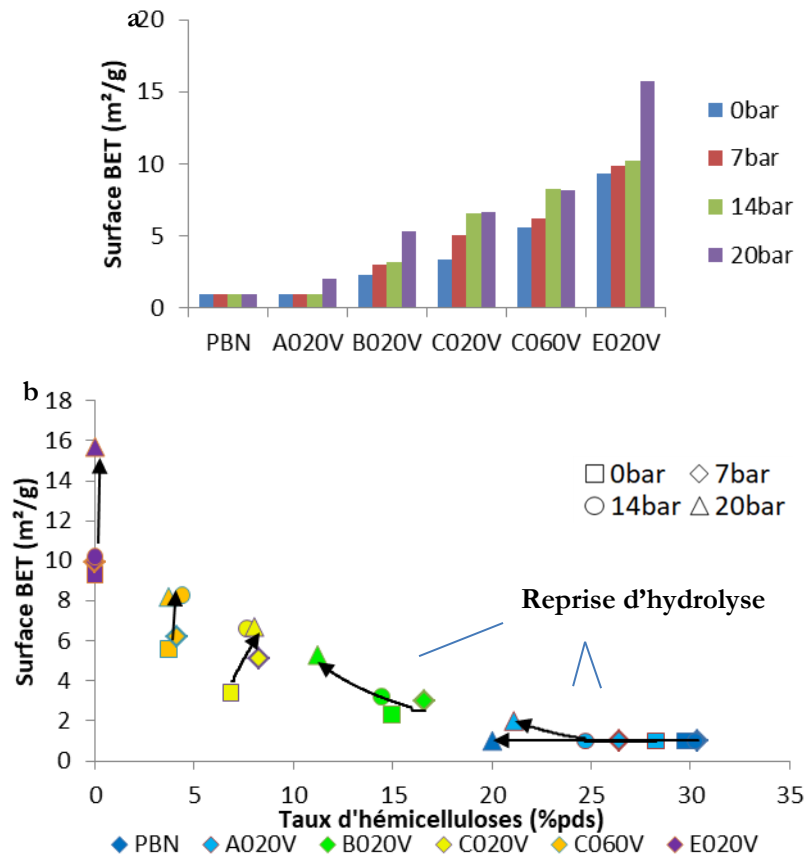 a
20
15
10
5
0
Surface BET (m²/g)
PBN A020V B020V C020V C060V E020V
0bar
7bar
14bar
20bar
b
18
16
14
12
10
8
6
4
2
0
Surface BET (m²/g)
0bar 7bar
14bar 20bar
Reprise d'hydrolyse
0 5 10 15 20 25 30 35
Taux d'hémicelluloses (%pds)
PBN A020V B020V C020V C060V E020V